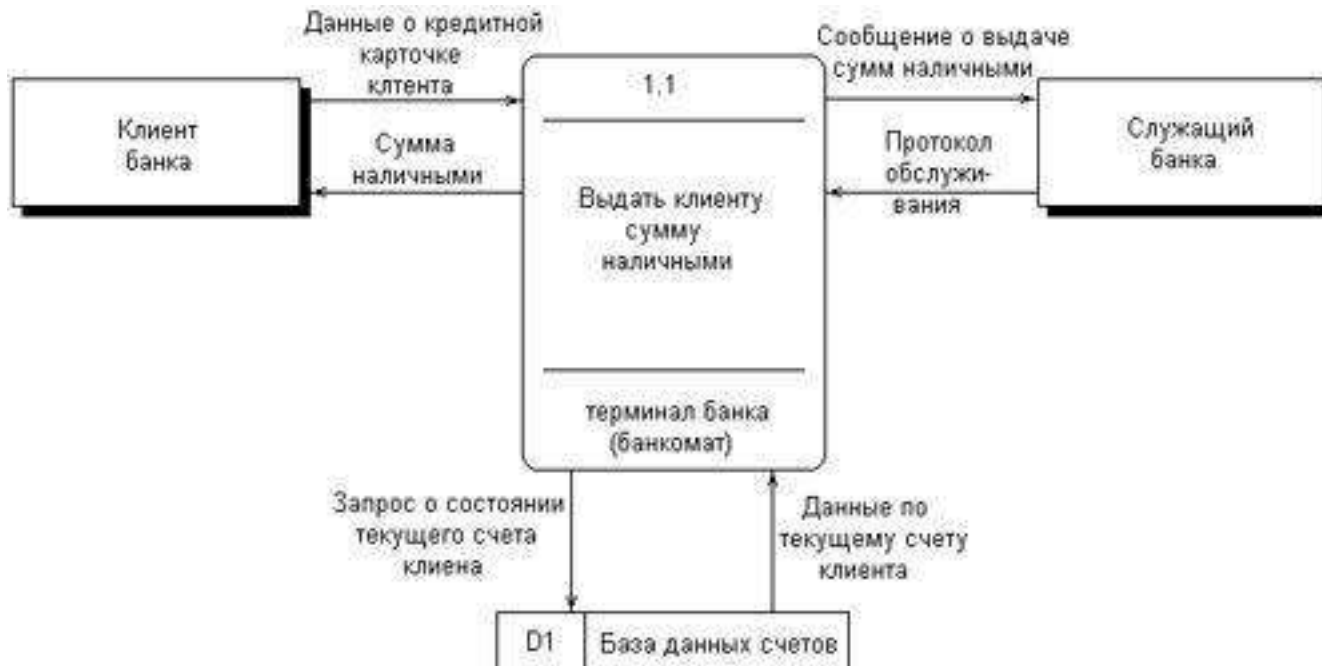 Данные о кредитной
карточке
клтента
Клиент
банка
Сумма
наличными
1,1
Выдать клиенту
сумму
наличными
терминал банка
(банкомат)
Сообщение о выдаче
сумм наличными
Служащий
банка
Протокол
обслужи-
вания
Запрос о состоянии
текущего счета
клиена
Данные по
текущему счету
клиента
D1
База данных счетов